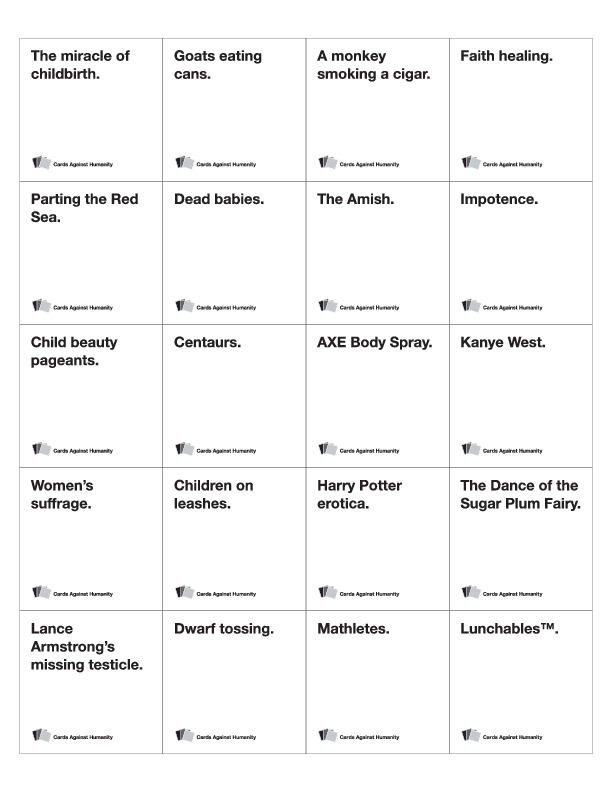 The miracle of
childbirth.
Cards Against Humanity
Goats eating
cans.
Cards Against Humanity
A monkey
smoking a cigar.
Cards Against Humanity
Faith healing.
Cards Against Humanity
Parting the Red
Sea.
Cards Against Humanity
Dead babies.
Cards Against Humanity
The Amish.
Cards Against Humanity
Impotence.
Cards Against Humanity
Child beauty
pageants.
Cards Against Humanity
Centaurs.
Cards Against Humanity
AXE Body Spray.
Cards Against Humanity
Kanye West.
Cards Against Humanity
Women’s
suffrage.
Cards Against Humanity
Children on
leashes.
Cards Against Humanity
Harry Potter
erotica.
Cards Against Humanity
The Dance of the
Sugar Plum Fairy.
Cards Against Humanity
Lance
Armstrong’s
missing testicle.
Cards Against Humanity
Dwarf tossing.
Cards Against Humanity
Mathletes.
Cards Against Humanity
Lunchables™.
Cards Against Humanity